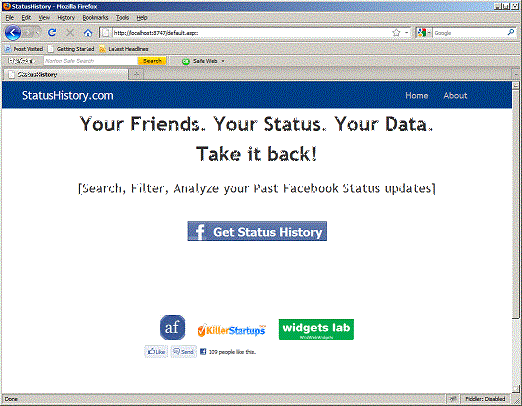 StatusHistory - Mozilla Firefox
File Edit View History Bookmarks Tools Help
http://localhost:5747/default.aspx
Google
Most Visited Getting Started Latest Headlines
Norton Safe Search Search Safe Web
StatusHistory
StatusHistory.com Home About
Your Friends. Your Status. Your Data.
Take it back!
[Search, Filter, Analyze your Past Facebook Status updates]
f Get Status History
af KillerStartups widgets lab
Like Send 109 people like this.
Done Fiddler: Disabled